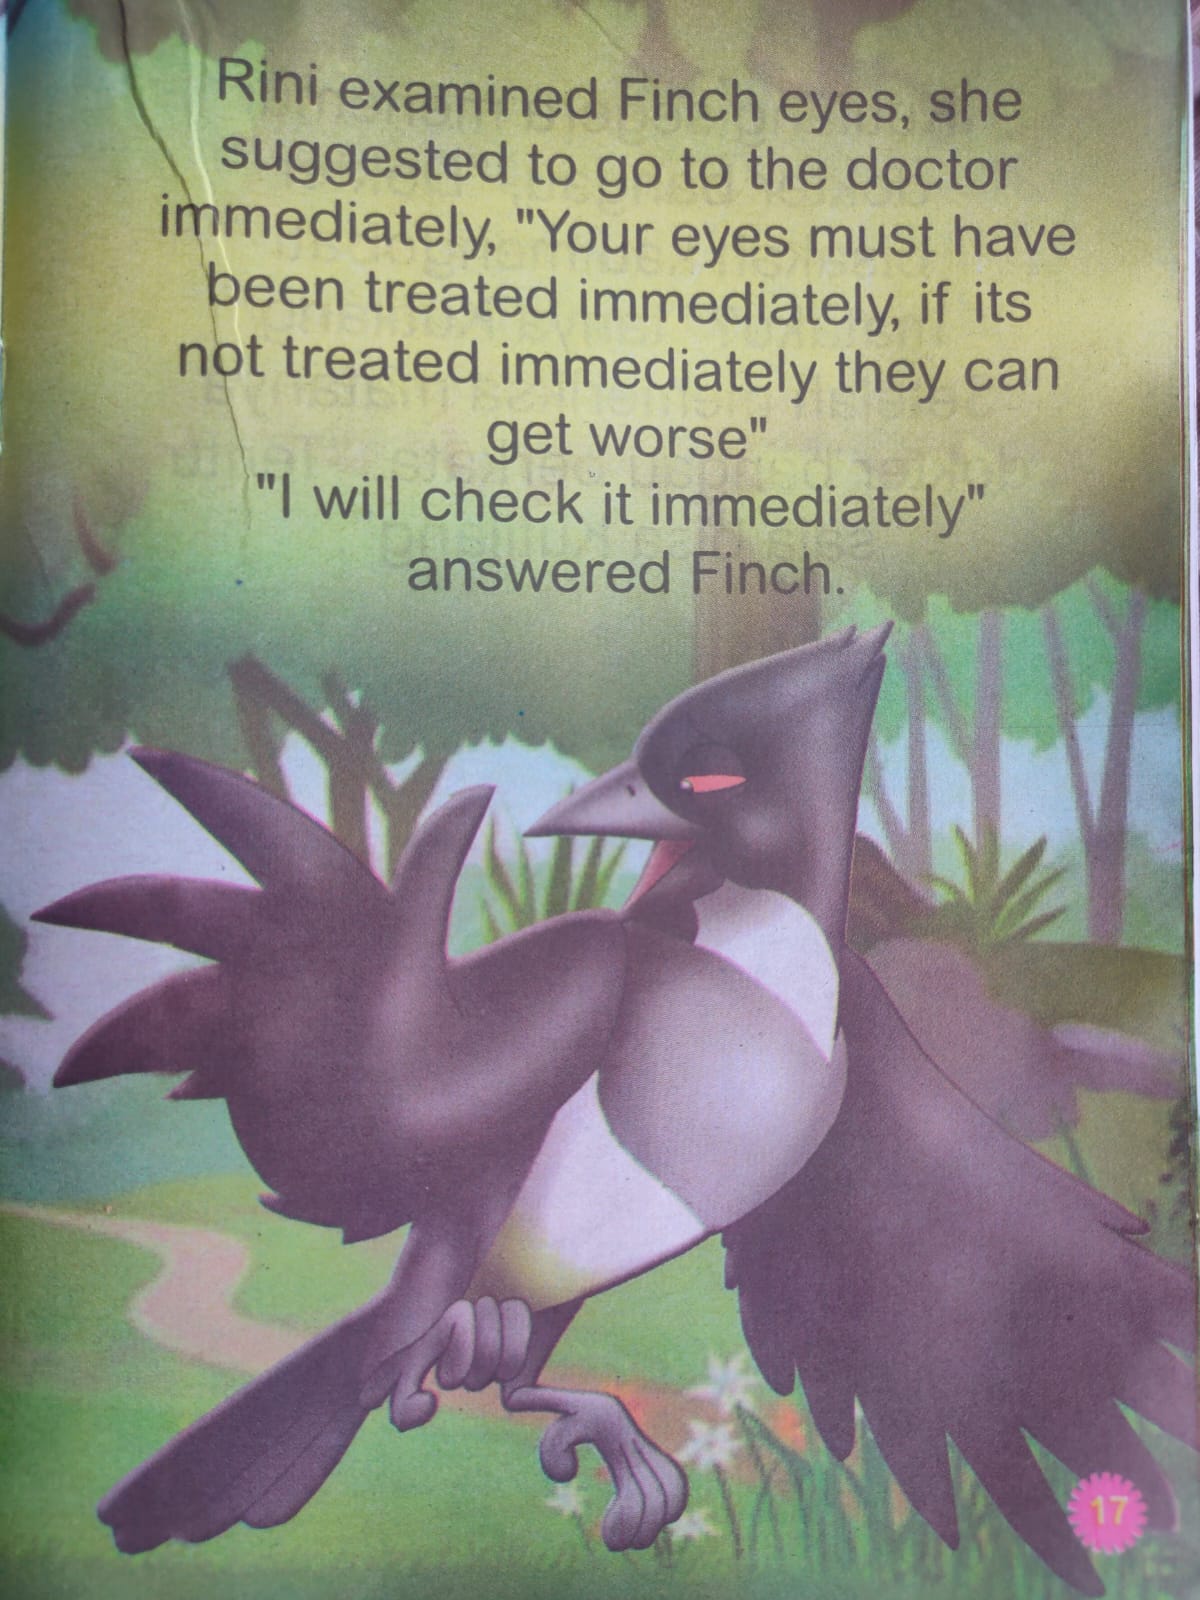 Rini examined Finch eyes, she
suggested to go to the doctor
immediately, "Your eyes must have
been treated immediately, if its
not treated immediately they can
get worse"
"I will check it immediately"
answered Finch.
17